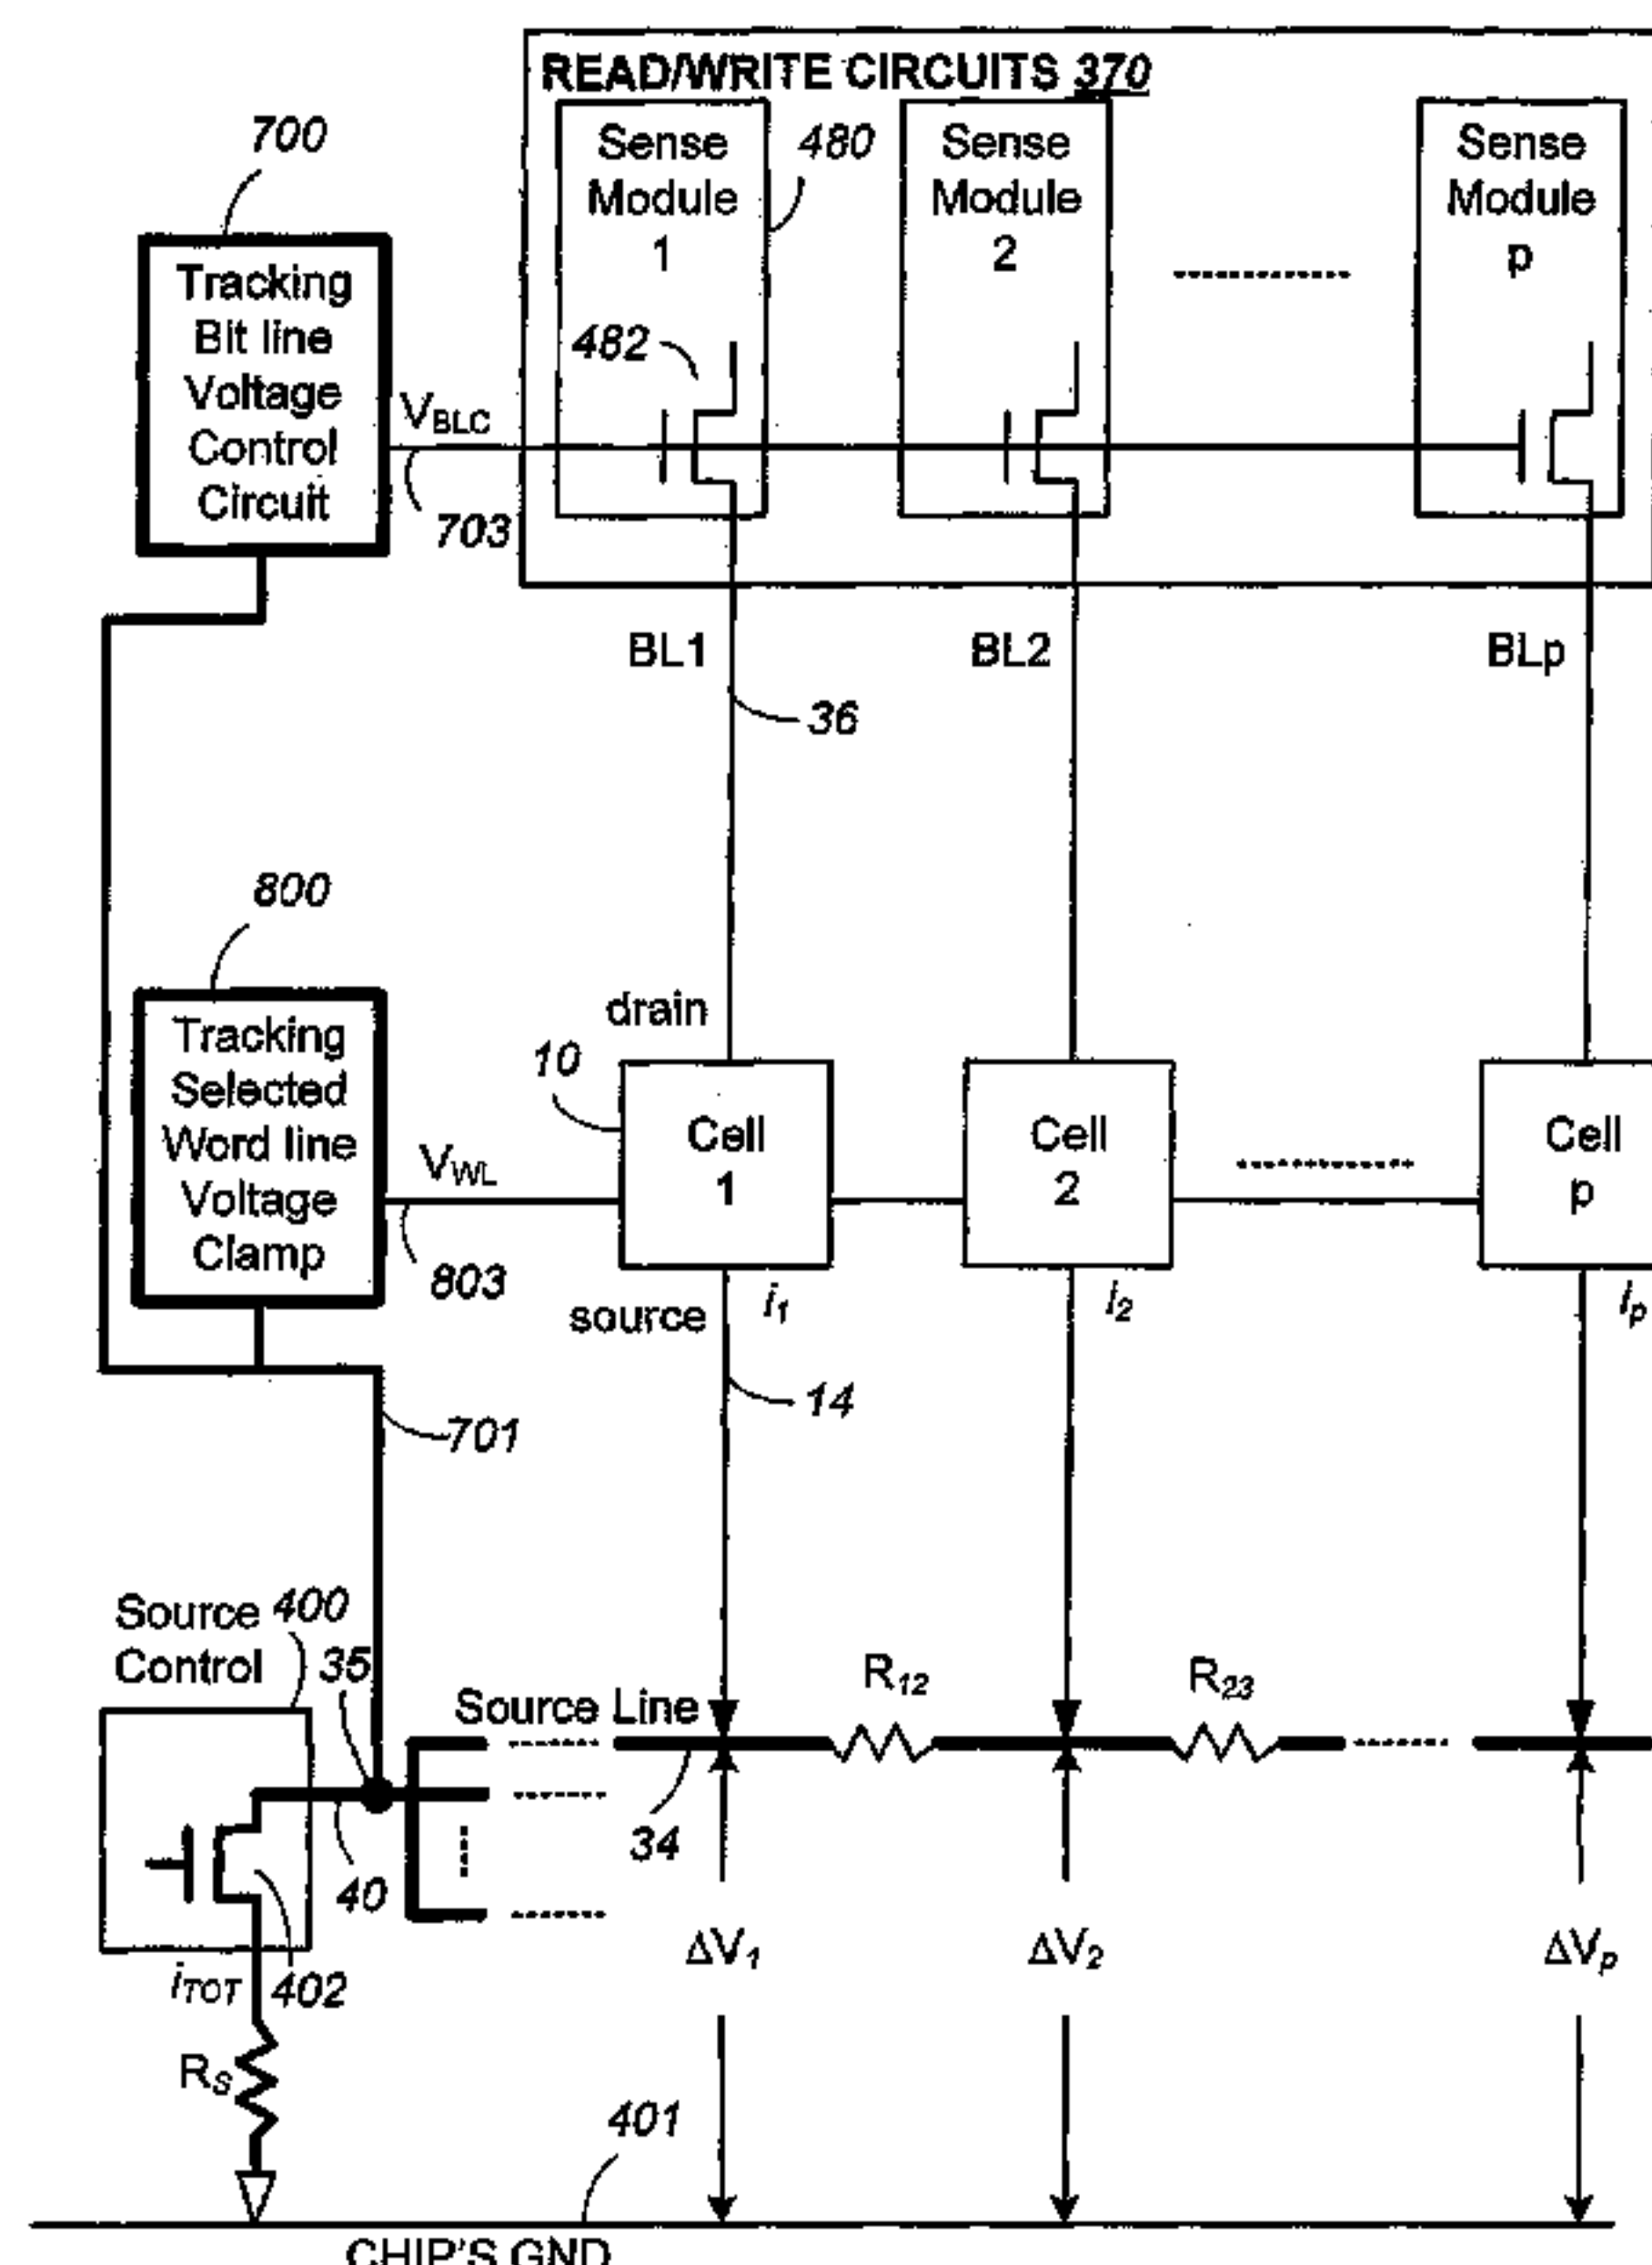 READ/WRITE CIRCUITS 370
700
Sense Module 1
480
Sense Module 2
Sense Module p
Tracking
Bit line
Voltage
Control
Circuit
482
VBLC
703
BL1
BL2
BLp
36
800
drain
Tracking
Selected
Word line
Voltage
Clamp
10
Cell 1
Cell 2
Cell p
VWL
803
source
i1
i2
ip
14
701
Source Control
400
35
Source Line
R12
R23
34
40
ΔV1
ΔV2
ΔVp
iTOT
402
RS
401
CHIP'S GND